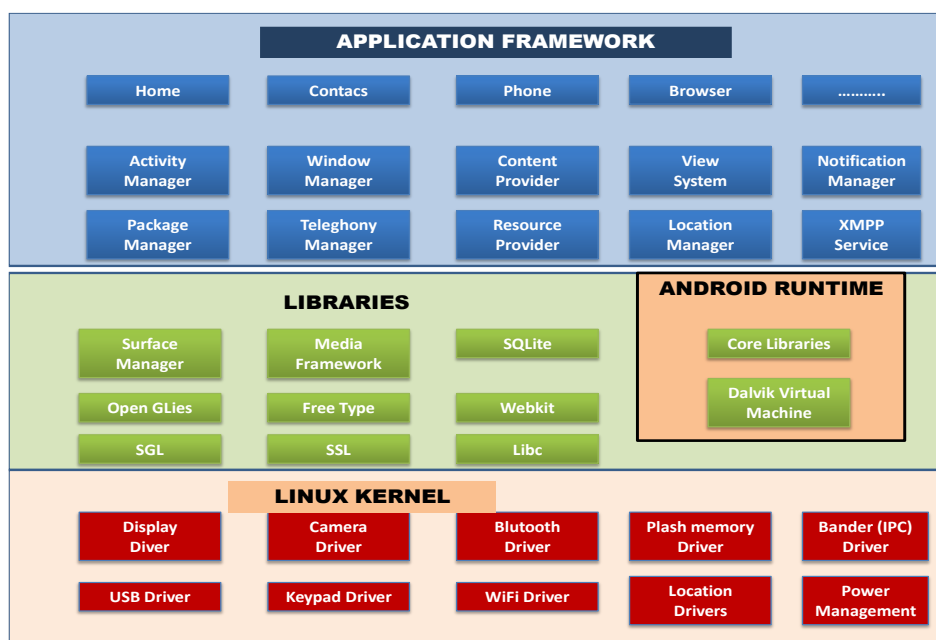 APPLICATION FRAMEWORK
Home
Contacs
Phone
Browser
………..
Activity
Manager
Window
Manager
Content
Provider
View
System
Notification
Manager
Package
Manager
Teleghony
Manager
Resource
Provider
Location
Manager
XMPP
Service
LIBRARIES
Surface
Manager
Media
Framework
SQLite
Open GLies
Free Type
Webkit
SGL
SSL
Libc
ANDROID RUNTIME
Core Libraries
Dalvik Virtual
Machine
LINUX KERNEL
Display
Diver
Camera
Driver
Blutooth
Driver
Plash memory
Driver
Bander (IPC)
Driver
USB Driver
Keypad Driver
WiFi Driver
Location
Drivers
Power
Management